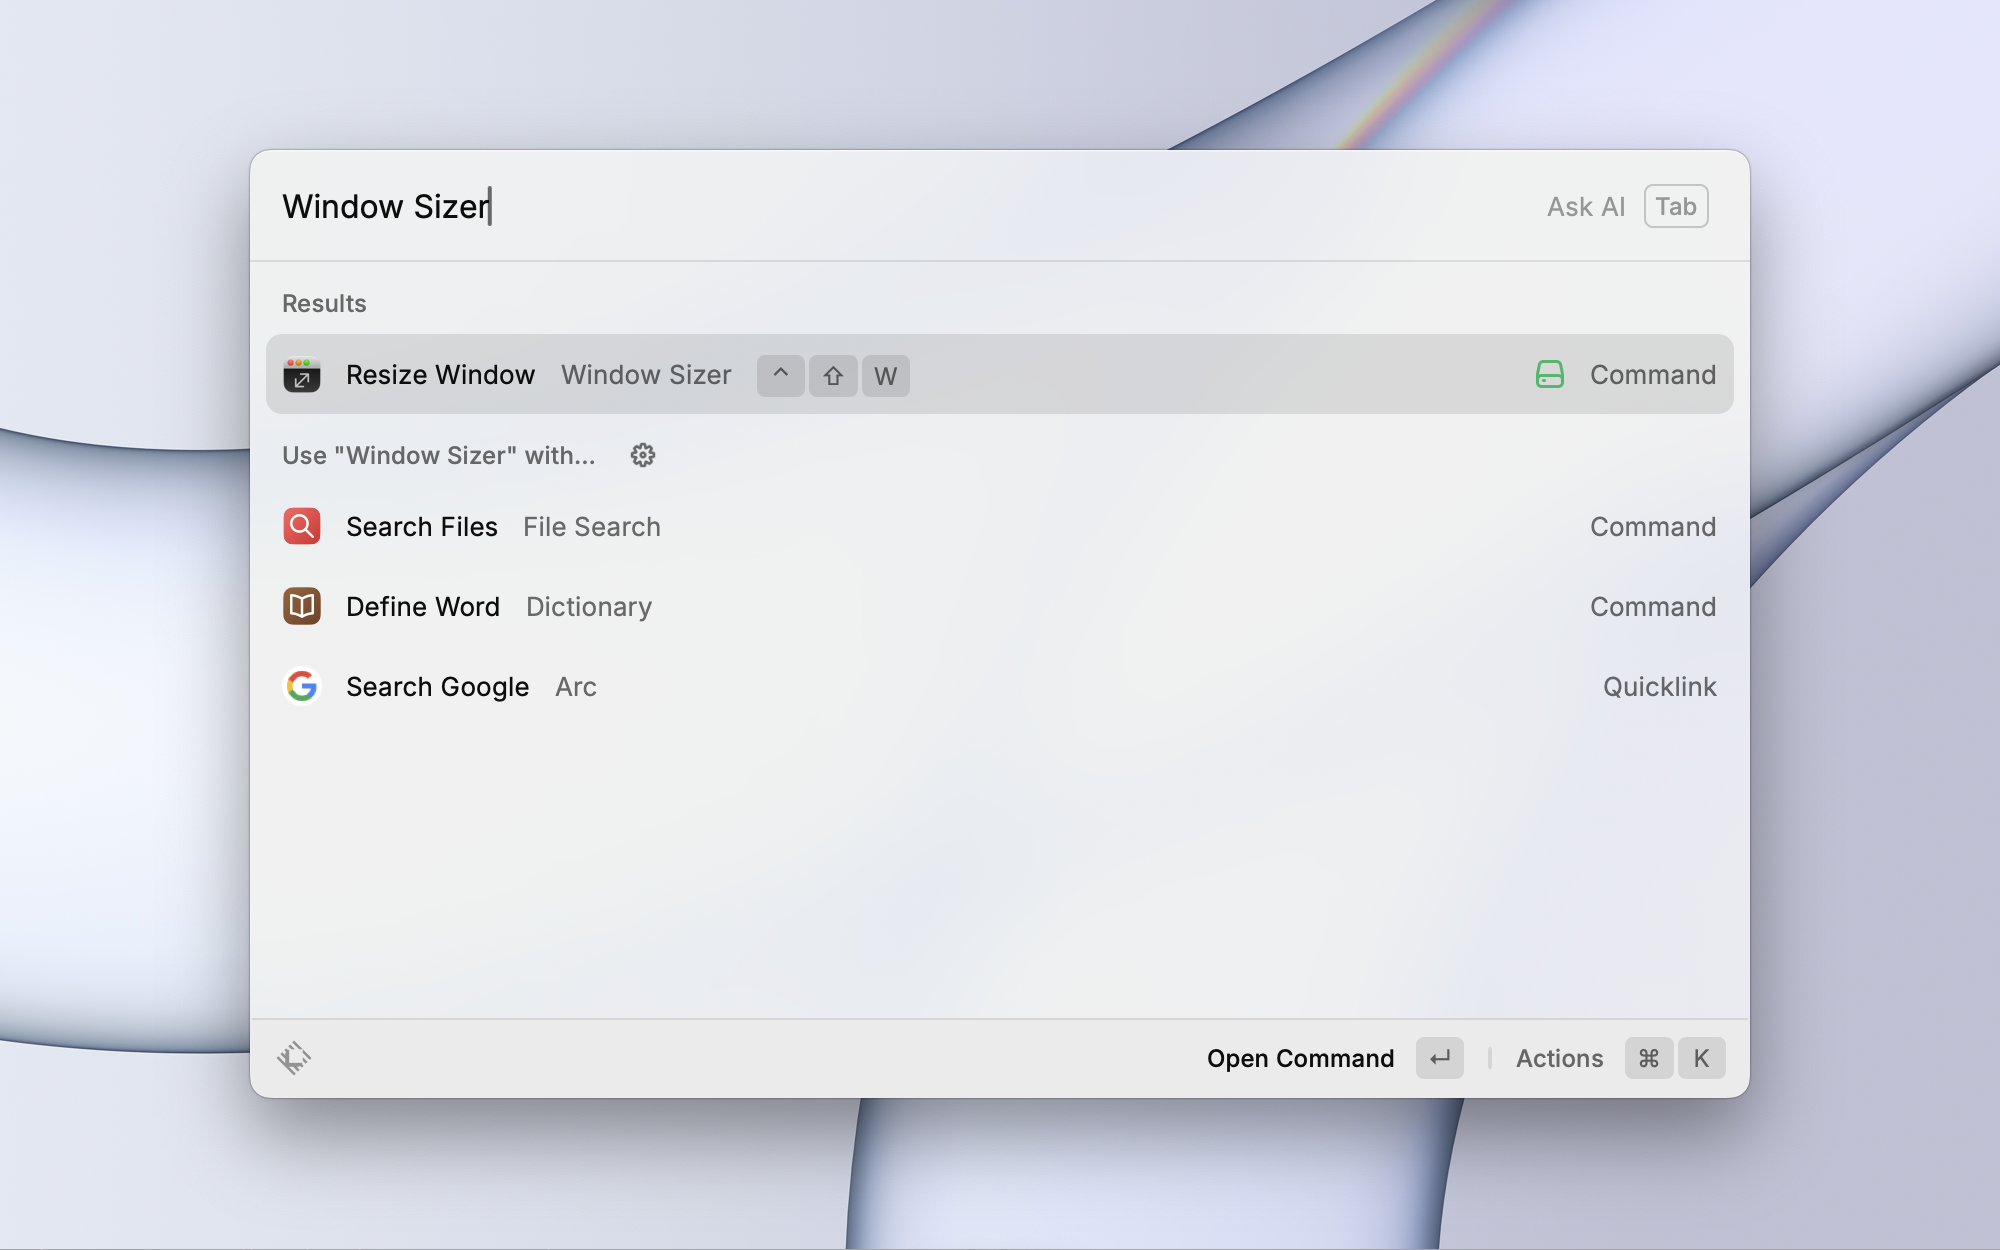 Window Sizer Ask AI Tab
Results
Resize Window Window Sizer ^ ⇧ W Command
Use "Window Sizer" with...
Search Files File Search Command
Define Word Dictionary Command
Search Google Arc Quicklink
Open Command ↵ Actions ⌘ K